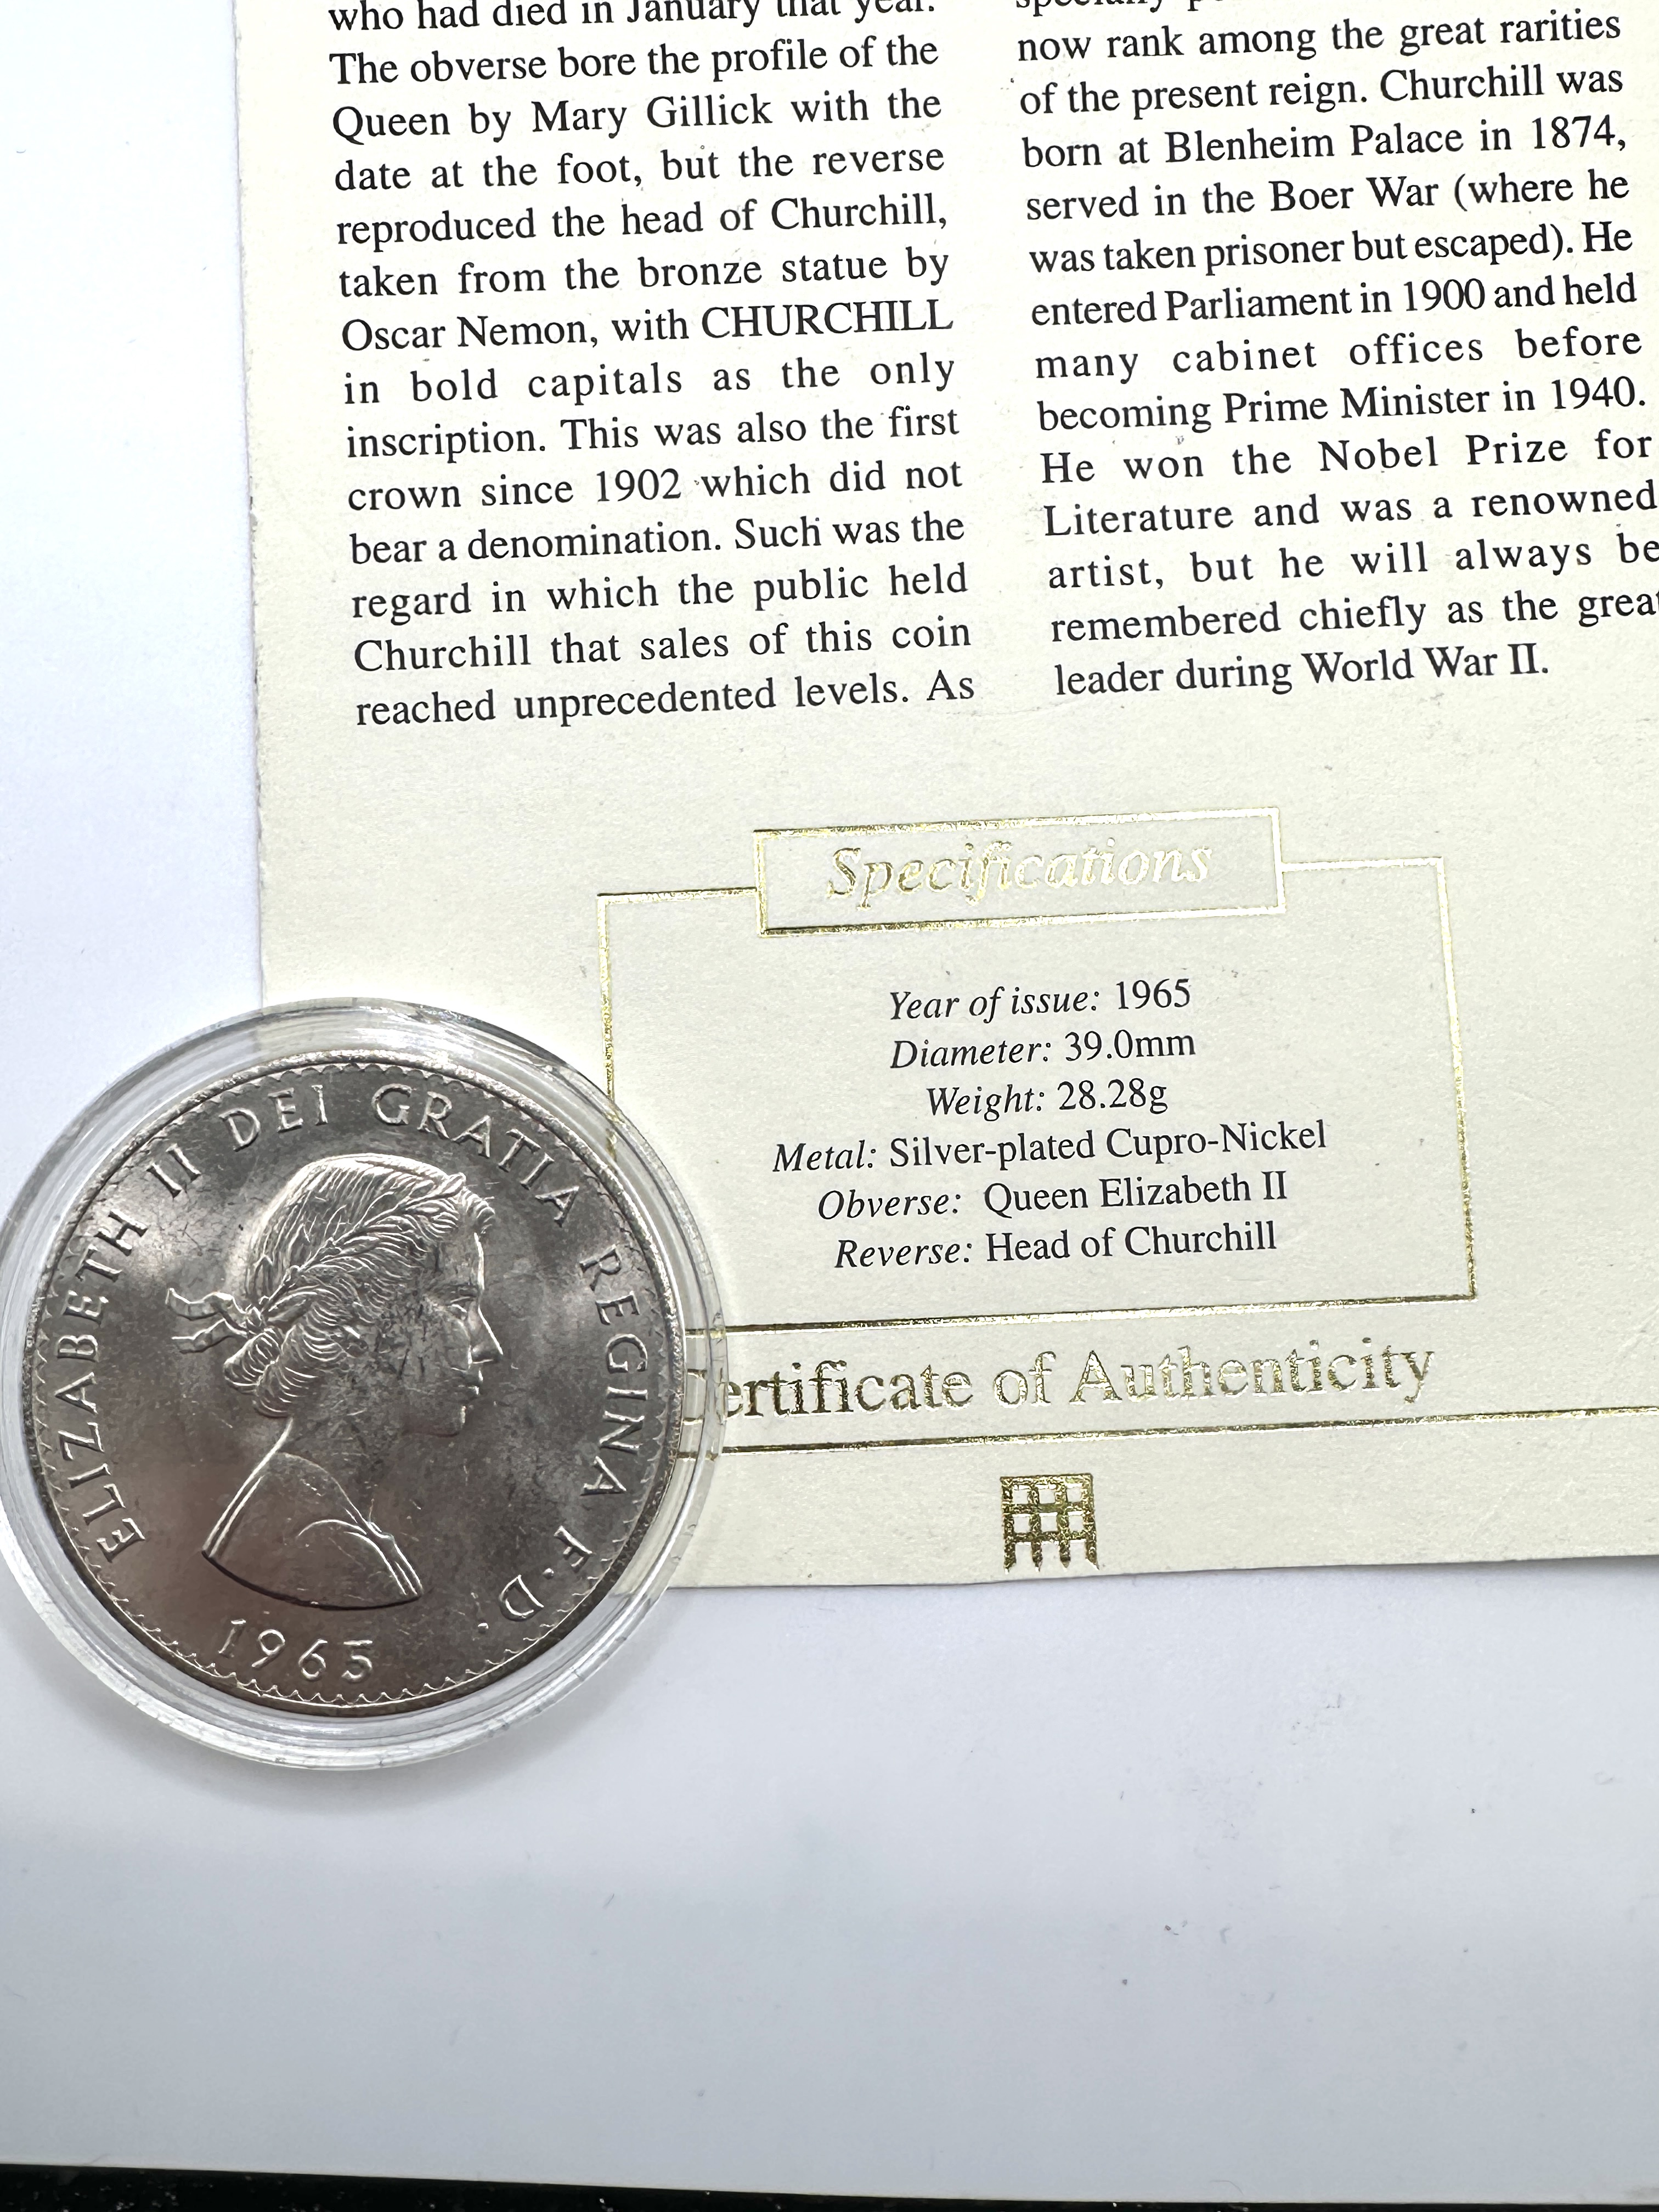 who had died in January that year.
The obverse bore the profile of the
Queen by Mary Gillick with the
date at the foot, but the reverse
reproduced the head of Churchill,
taken from the bronze statue by
Oscar Nemon, with CHURCHILL
in bold capitals as the only
inscription. This was also the first
crown since 1902 which did not
bear a denomination. Such was the
regard in which the public held
Churchill that sales of this coin
reached unprecedented levels. As
now rank among the great rarities
of the present reign. Churchill was
born at Blenheim Palace in 1874,
served in the Boer War (where he
was taken prisoner but escaped). He
entered Parliament in 1900 and held
many cabinet offices before
becoming Prime Minister in 1940.
He won the Nobel Prize for
Literature and was a renowned
artist, but he will always be
remembered chiefly as the great
leader during World War II.
Specifications
Year of issue: 1965
Diameter: 39.0mm
Weight: 28.28g
Metal: Silver-plated Cupro-Nickel
Obverse: Queen Elizabeth II
Reverse: Head of Churchill
Certificate of Authenticity
ELIZABETH II DEI GRATIA REGINA F·D·
1965